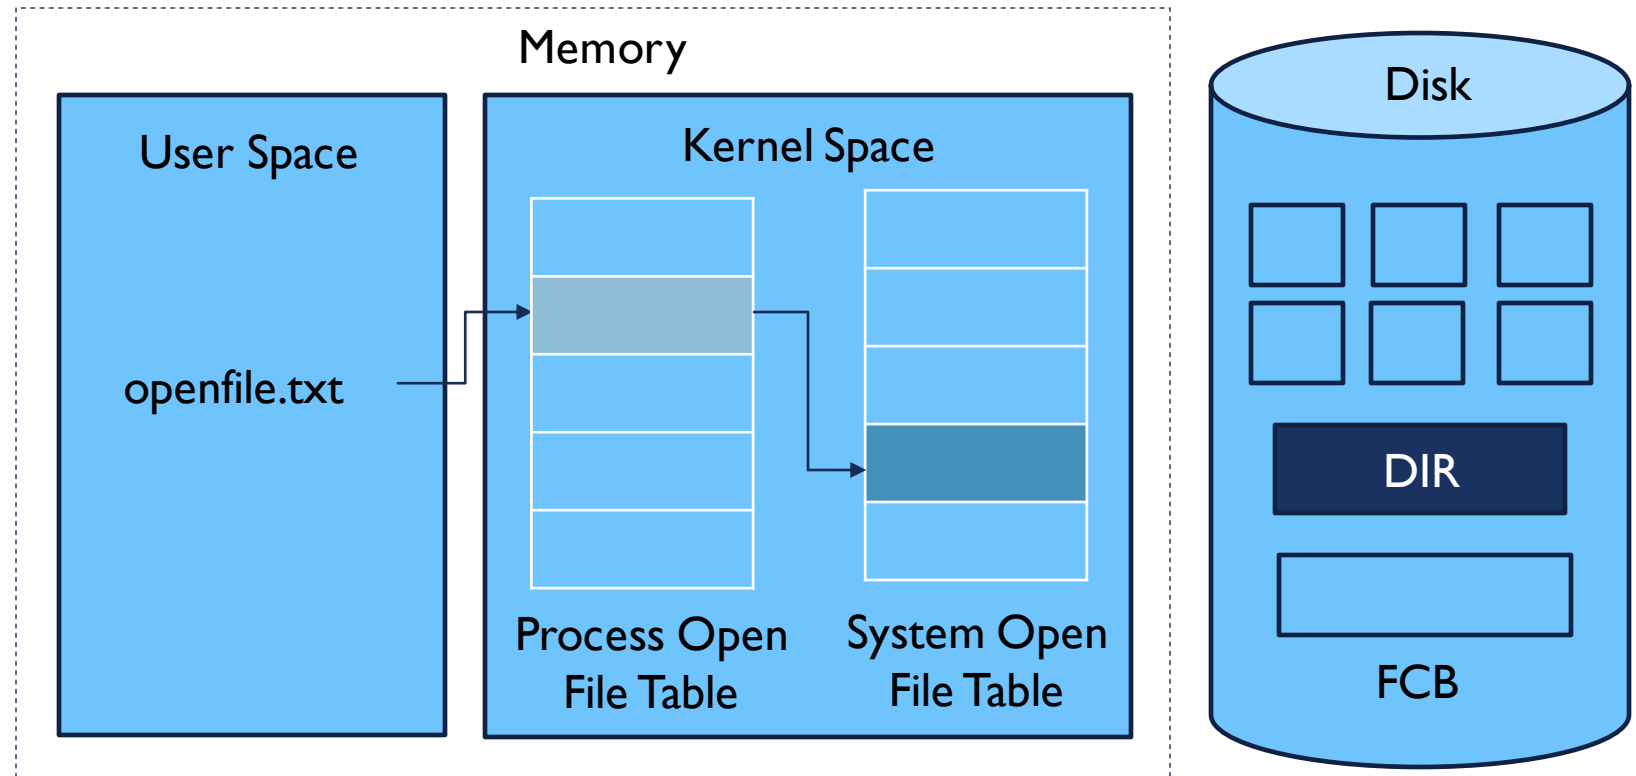 Memory
User Space
openfile.txt
Kernel Space
Process Open
File Table
System Open
File Table
Disk
DIR
FCB